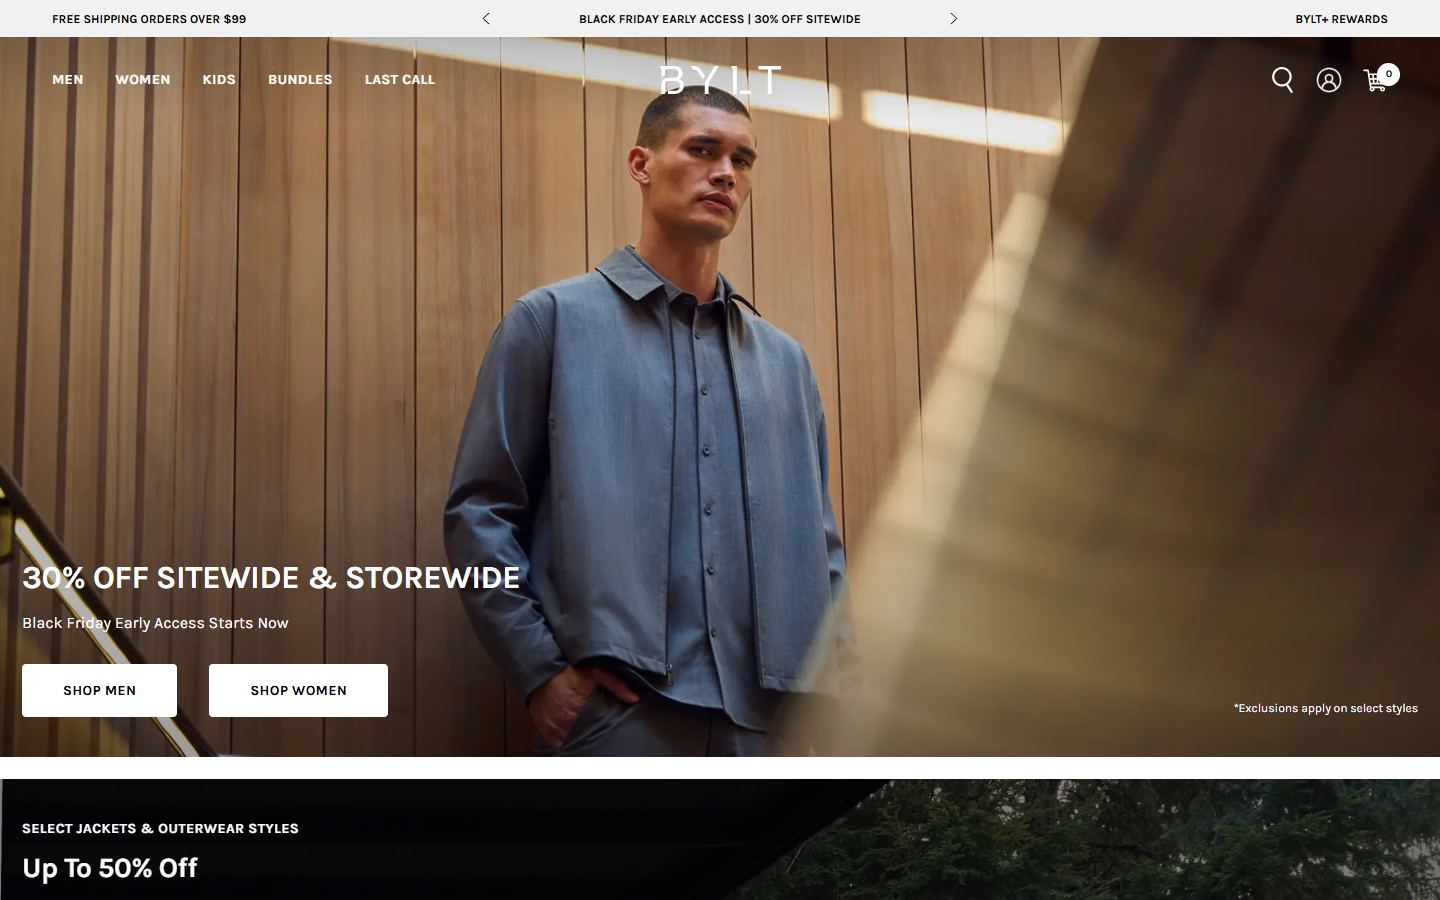 FREE SHIPPING ORDERS OVER $99
BLACK FRIDAY EARLY ACCESS | 30% OFF SITEWIDE
BYLT+ REWARDS
MEN WOMEN KIDS BUNDLES LAST CALL
BYLT
0
30% OFF SITEWIDE & STOREWIDE
Black Friday Early Access Starts Now
SHOP MEN SHOP WOMEN
*Exclusions apply on select styles
SELECT JACKETS & OUTERWEAR STYLES
Up To 50% Off